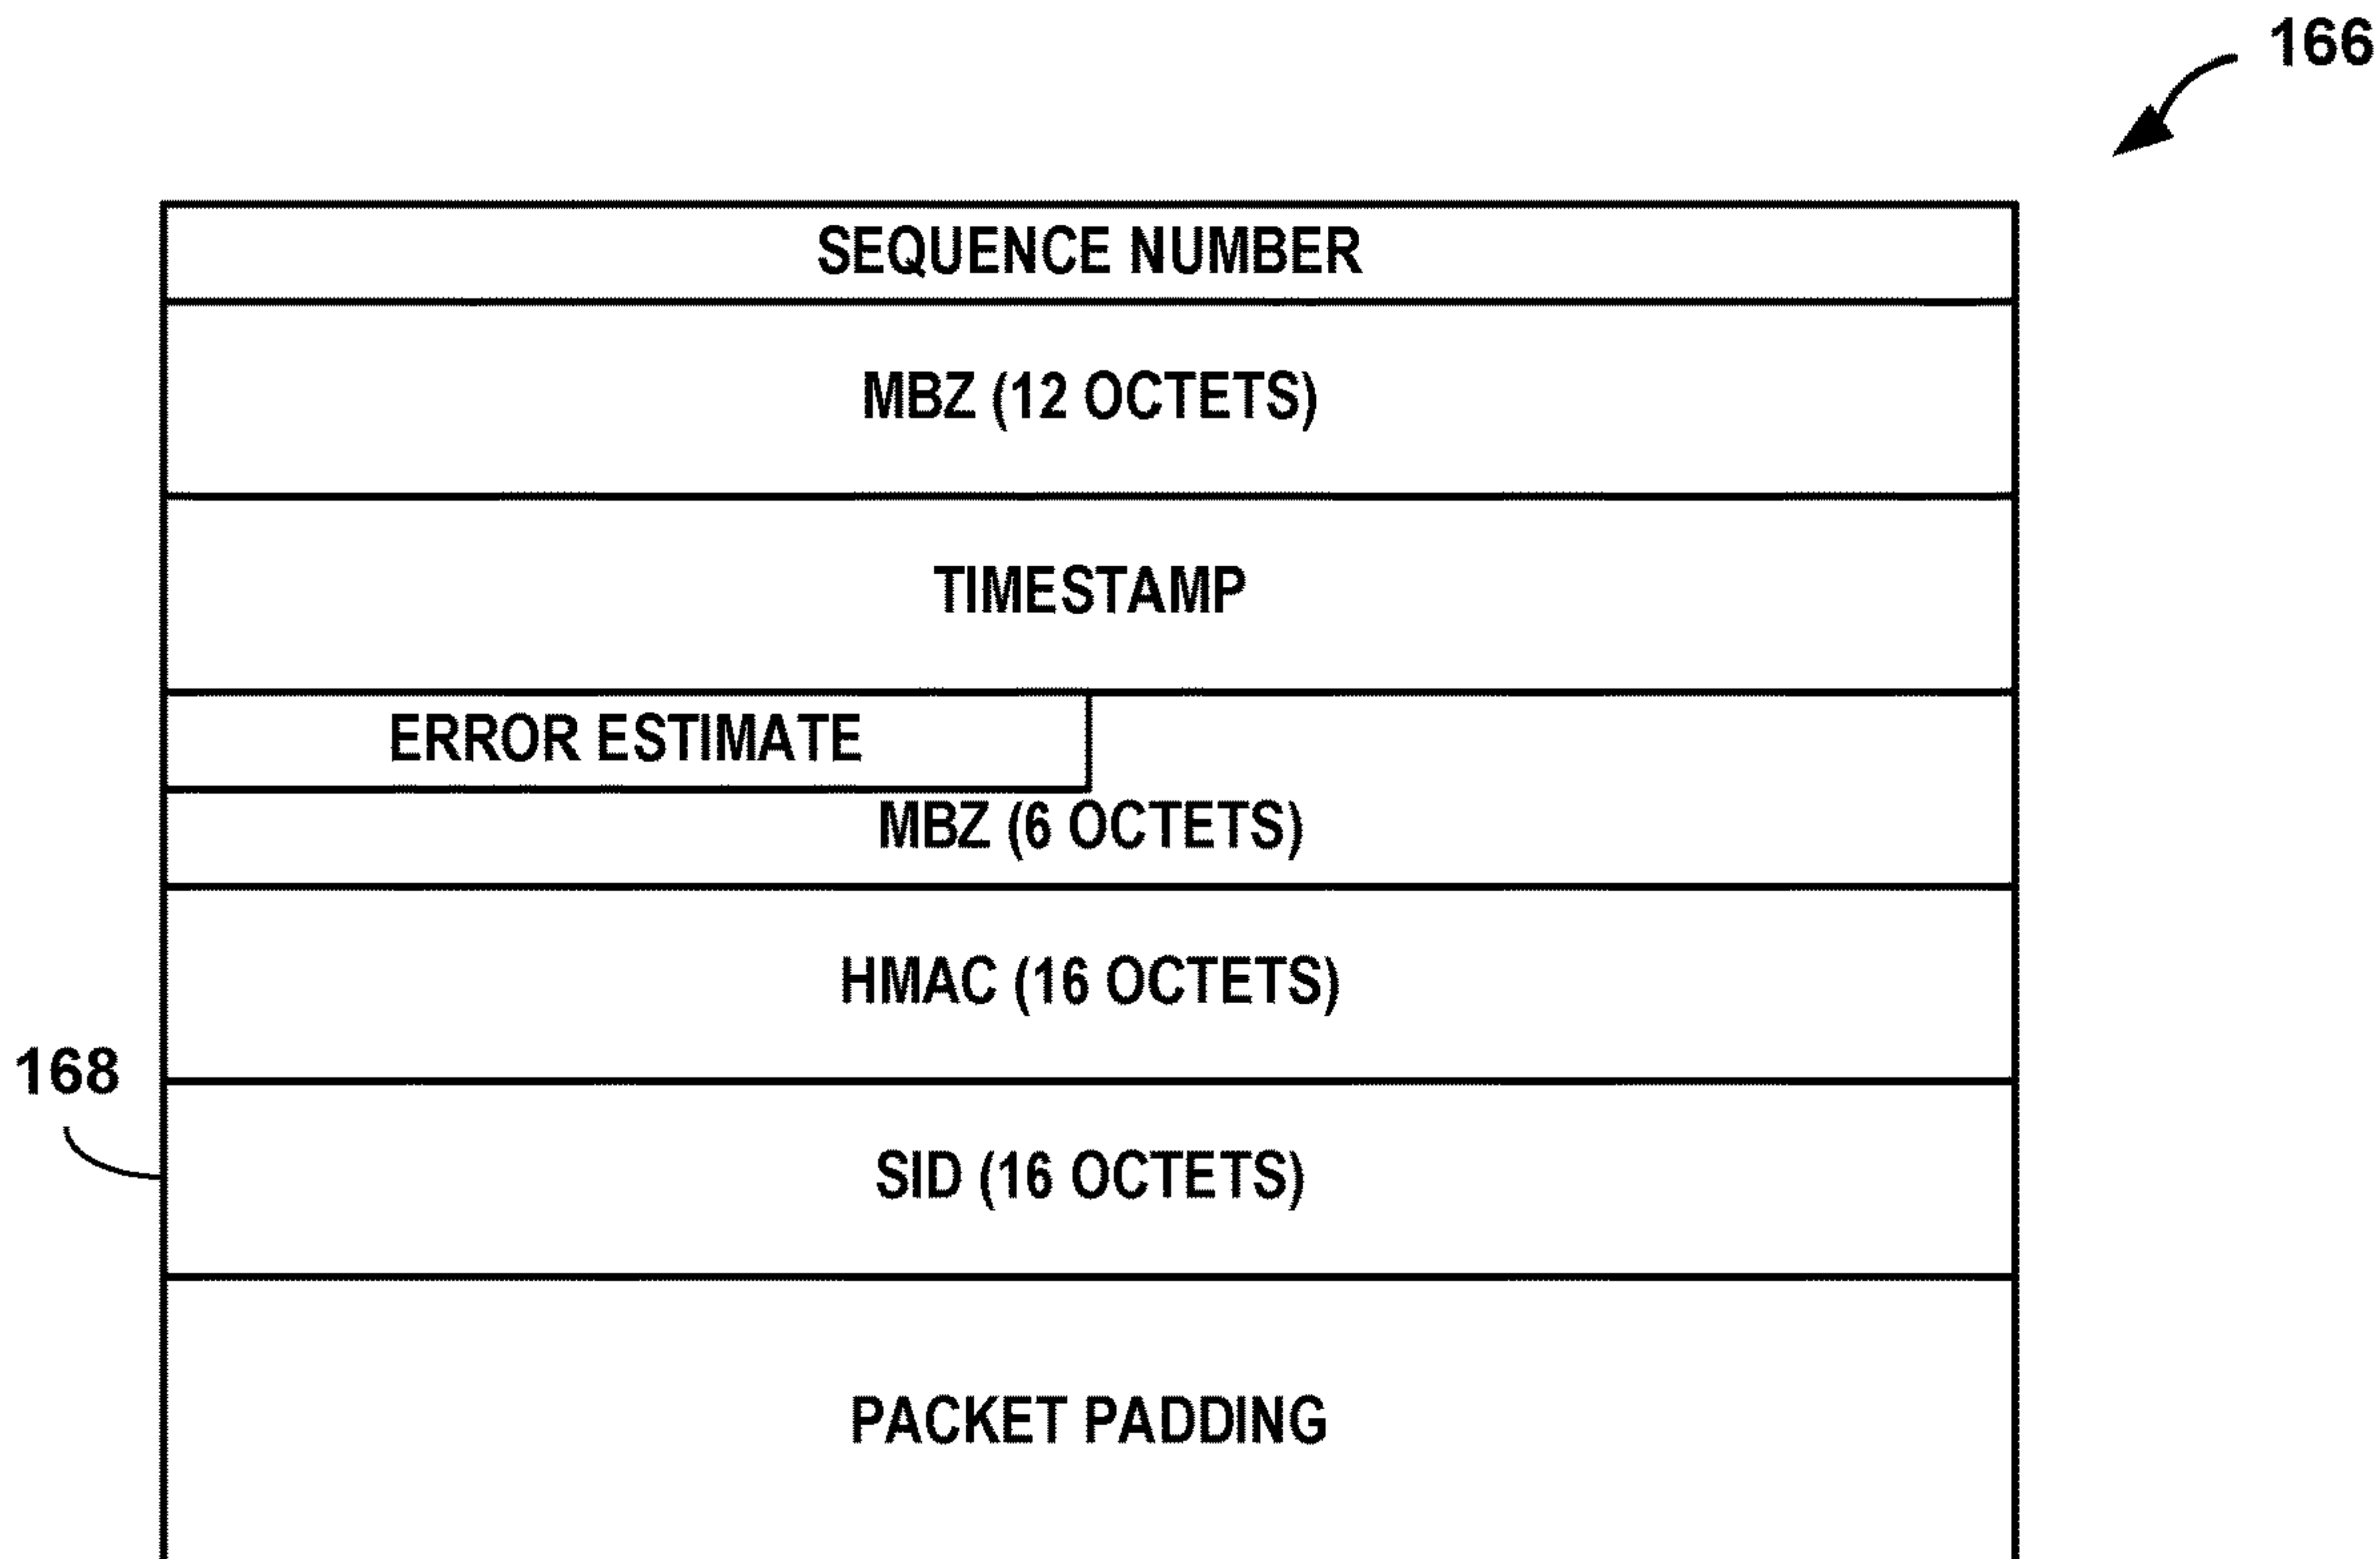 166
SEQUENCE NUMBER
MBZ (12 OCTETS)
TIMESTAMP
ERROR ESTIMATE
MBZ (6 OCTETS)
HMAC (16 OCTETS)
168
SID (16 OCTETS)
PACKET PADDING